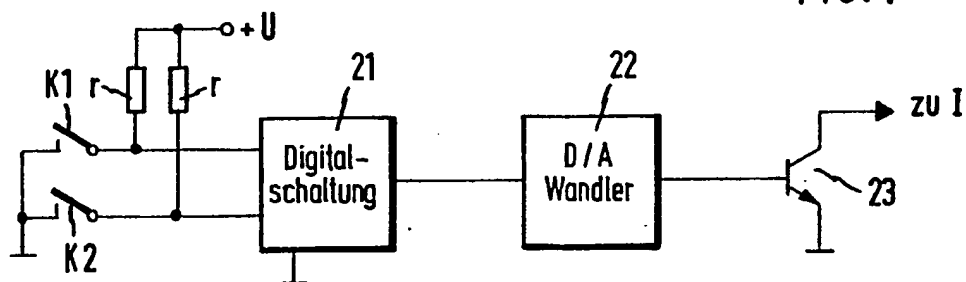 +U
K1
r
r
21
22
zu I
Digital-
schaltung
D/A
Wandler
23
K2